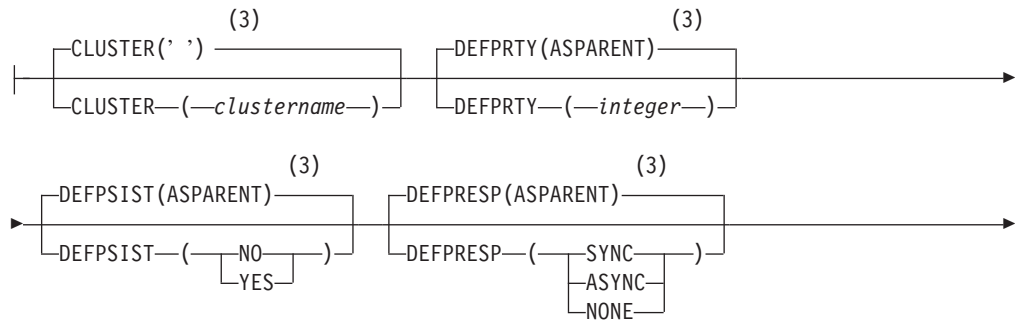 (3) (3)
CLUSTER(' ') DEFPRTY(ASPARENT)
CLUSTER ( clustername ) DEFPRTY ( integer )
(3) (3)
DEFPSIST(ASPARENT) DEFPRESP(ASPARENT)
DEFPSIST ( NO ) DEFPRESP ( SYNC )
YES ASYNC
NONE